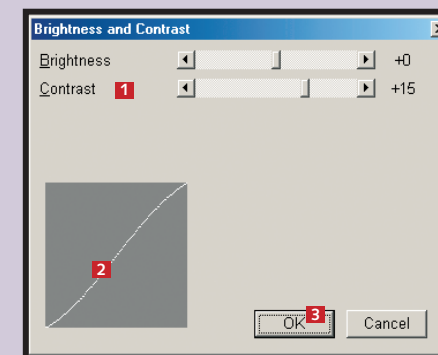 Brightness and Contrast
Brightness +0
Contrast 1 +15
2
OK 3 Cancel